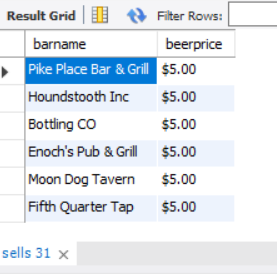 Result Grid Filter Rows:
barname beerprice
Pike Place Bar & Grill $5.00
Houndstooth Inc $5.00
Bottling CO $5.00
Enoch's Pub & Grill $5.00
Moon Dog Tavern $5.00
Fifth Quarter Tap $5.00
sells 31 ×